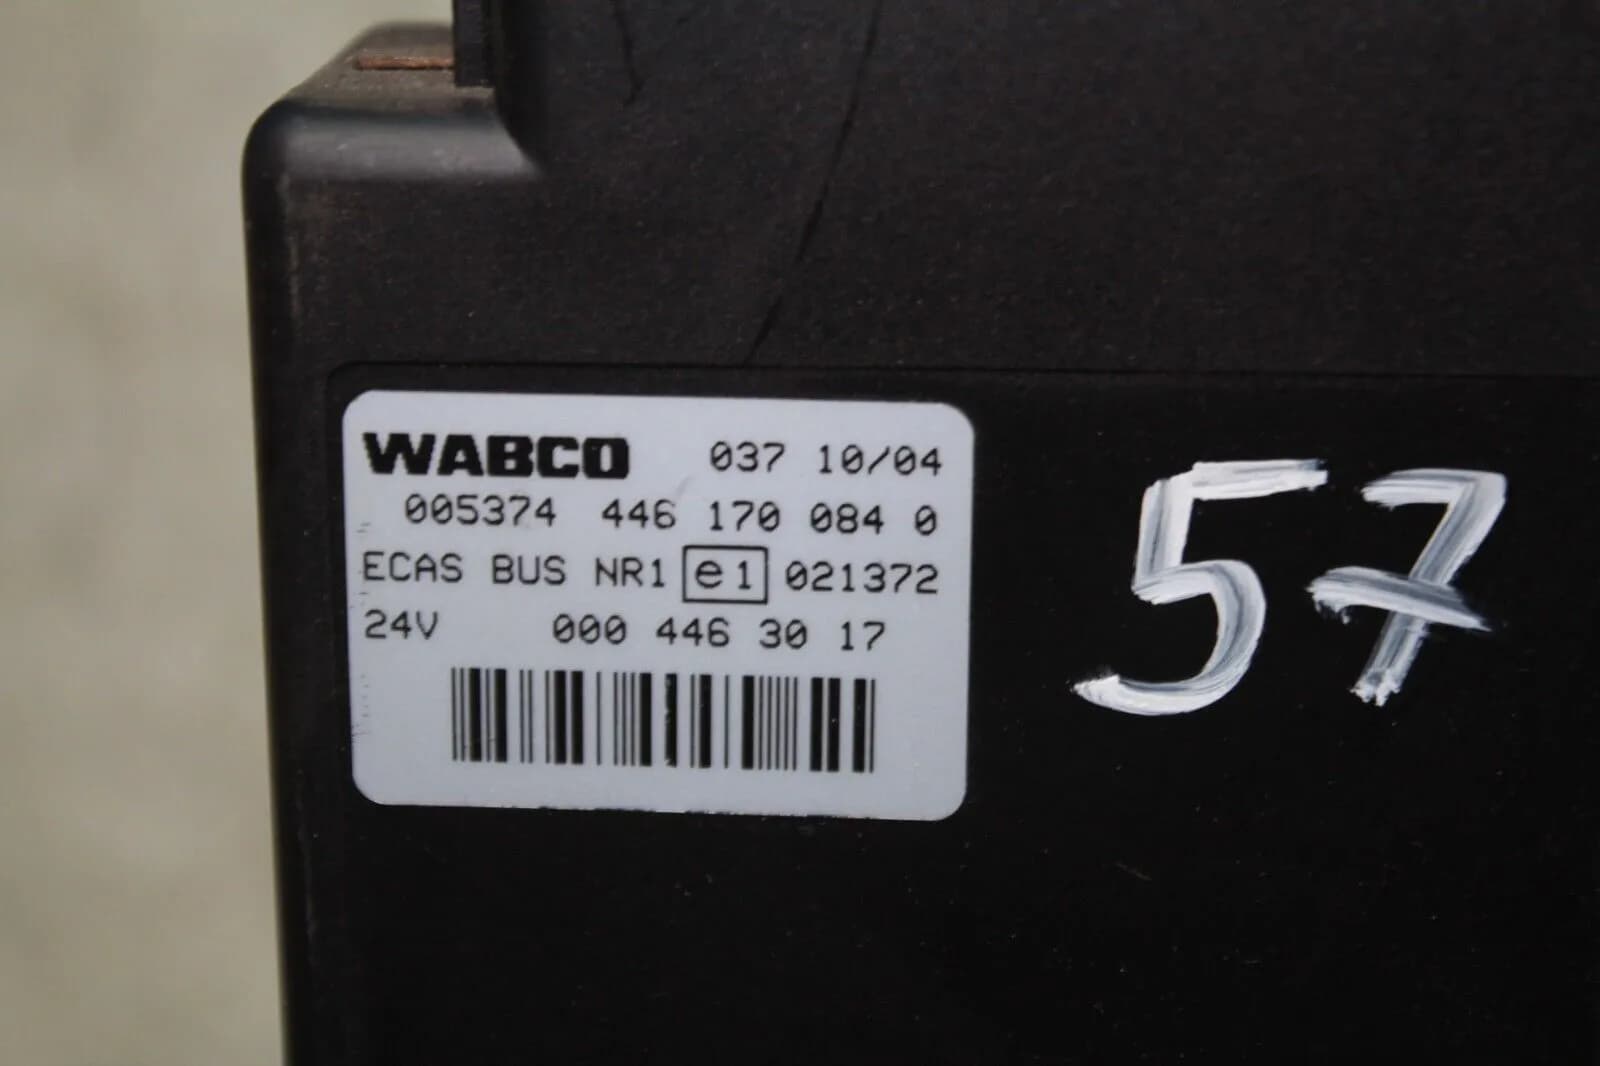 WABCO 037 10/04
005374 446 170 084 0
ECAS BUS NR1 e1 021372
24V 000 446 30 17
57